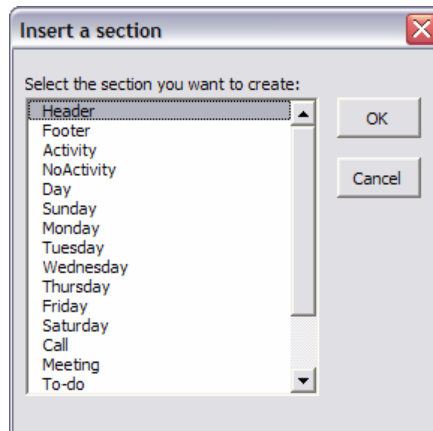 Insert a section
Select the section you want to create:
Header
Footer
Activity
NoActivity
Day
Sunday
Monday
Tuesday
Wednesday
Thursday
Friday
Saturday
Call
Meeting
To-do
OK
Cancel